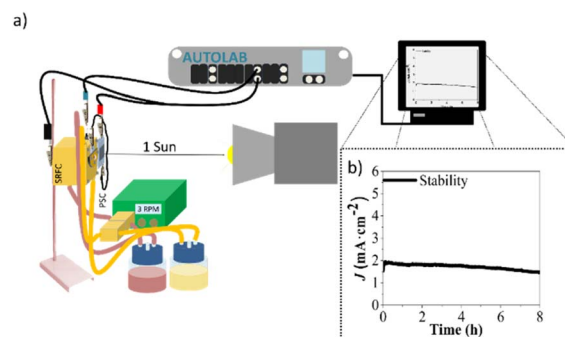 a)
AUTOLAB
1 Sun
SRFC
PSC
3 RPM
b)
Stability
J (mA·cm-2)
6
5
4
3
2
1
0
0 2 4 6 8
Time (h)